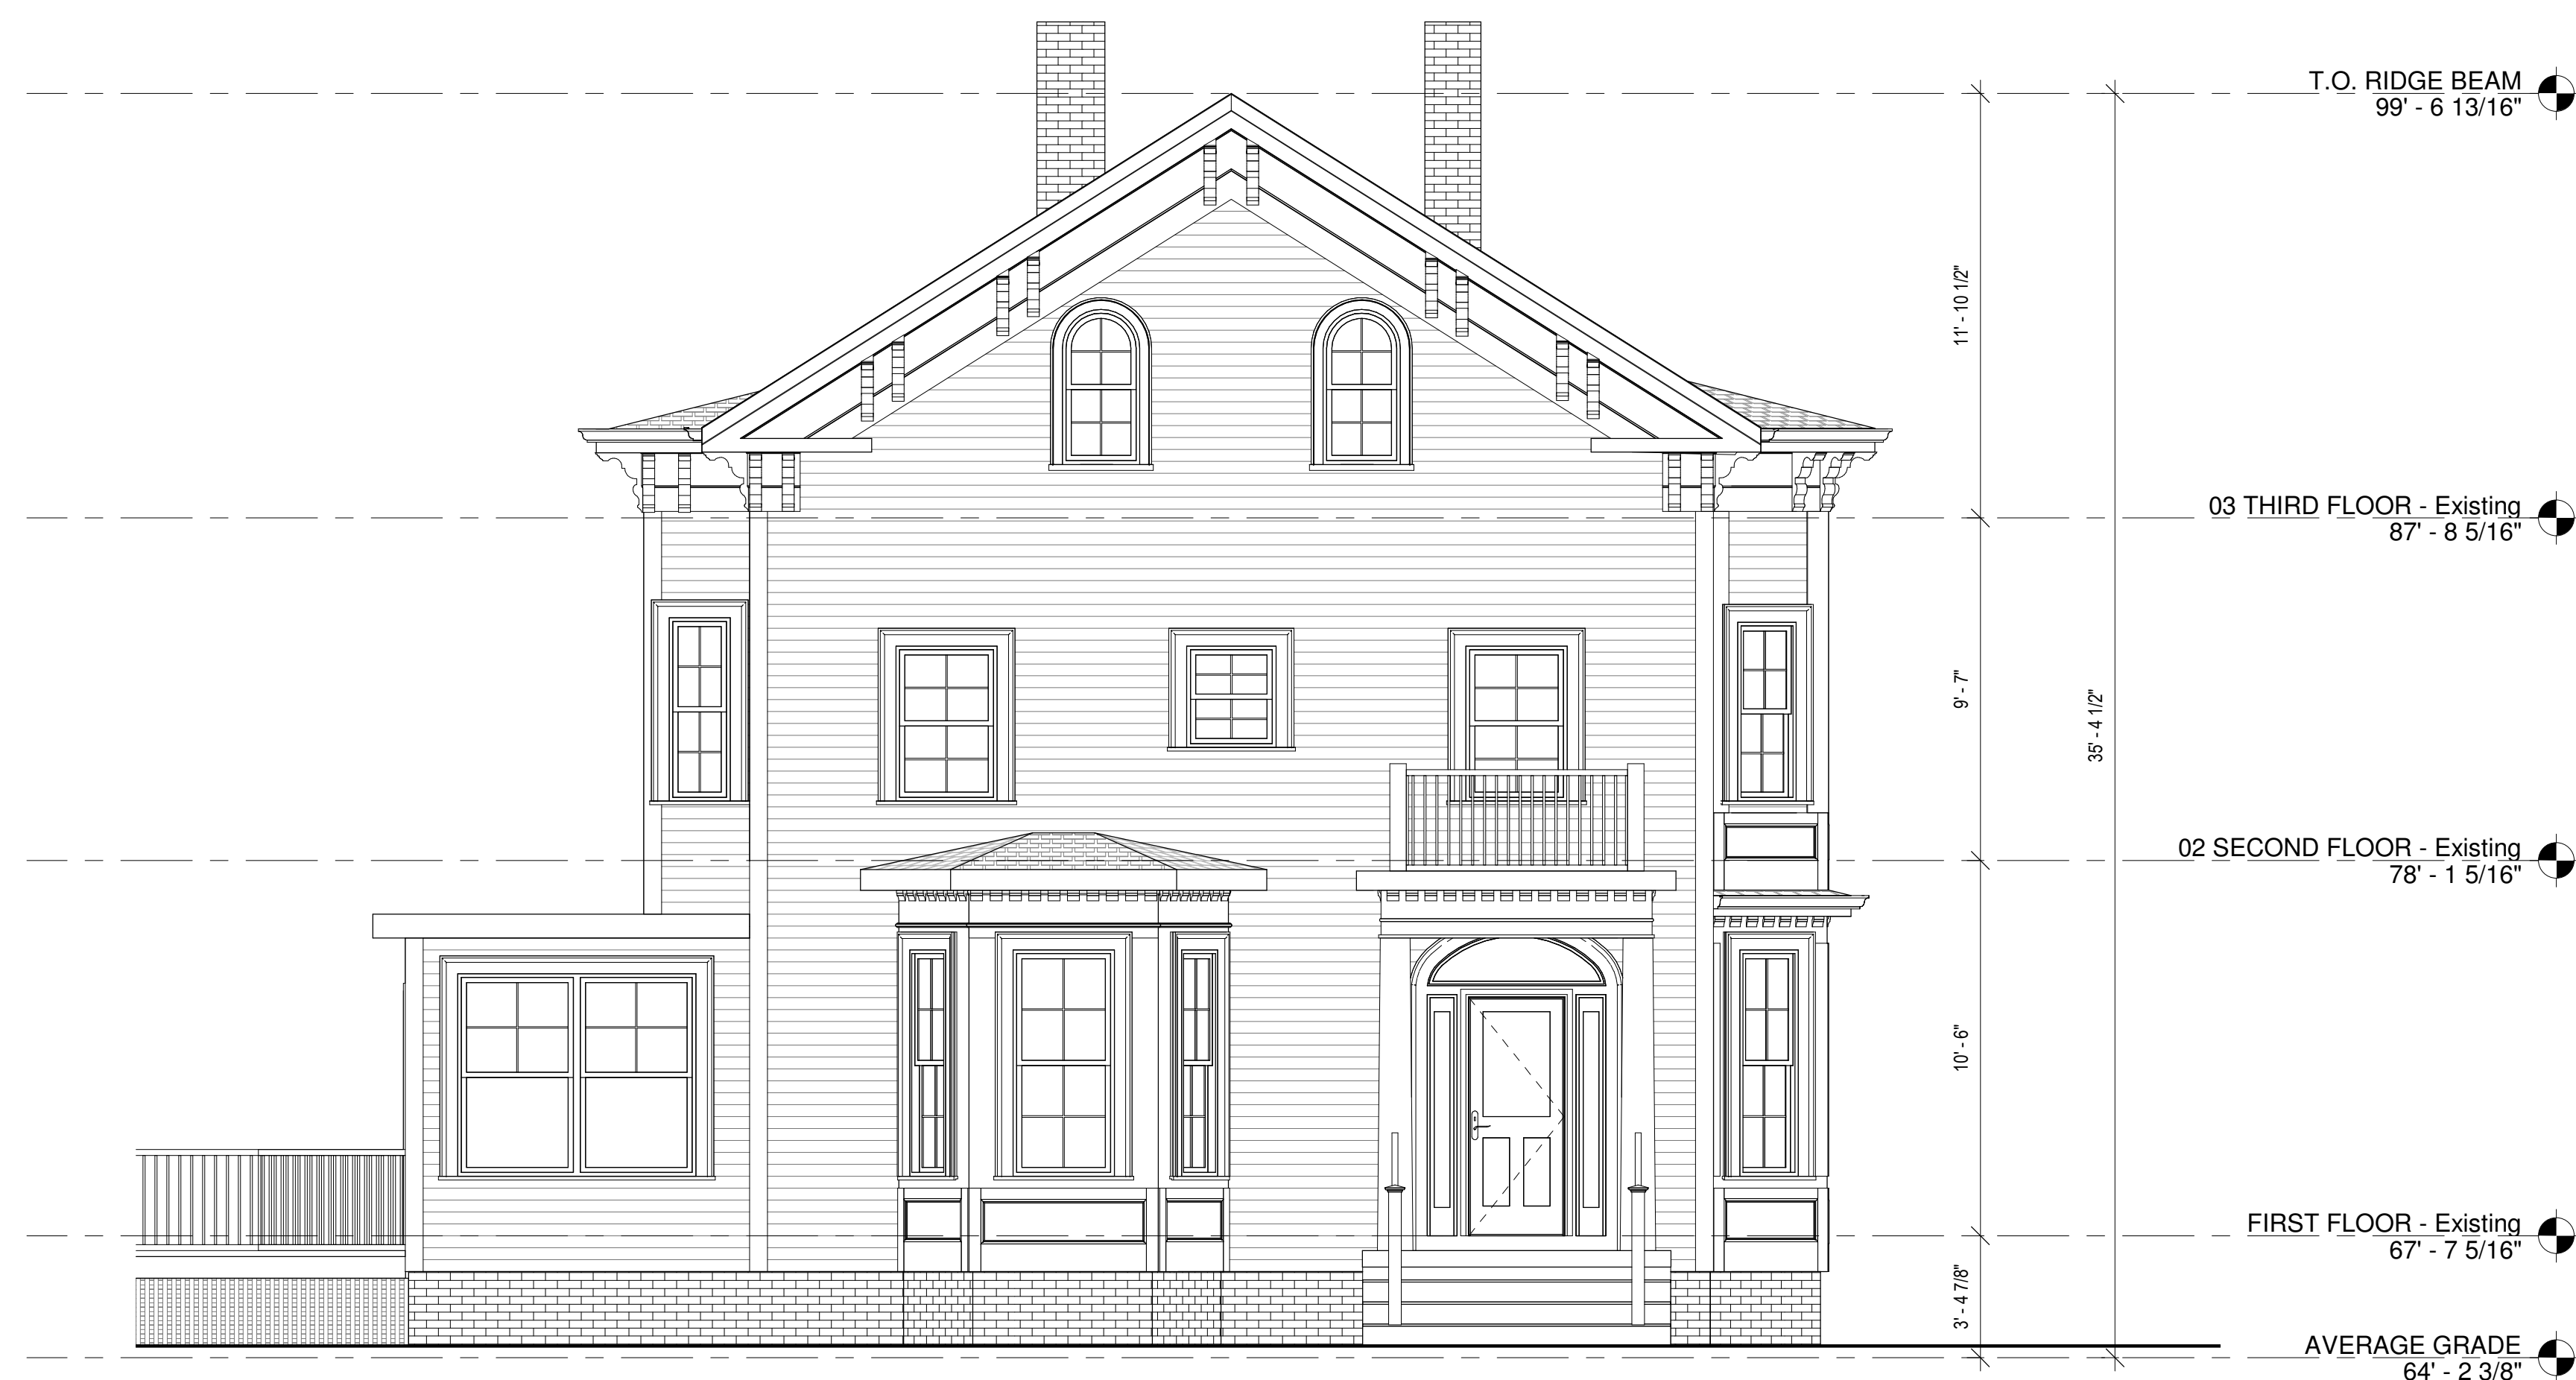 T.O. RIDGE BEAM
99' - 6 13/16"
11' - 10 1/2"
03 THIRD FLOOR - Existing
87' - 8 5/16"
9' - 7"
35' - 4 1/2"
02 SECOND FLOOR - Existing
78' - 1 5/16"
10' - 6"
FIRST FLOOR - Existing
67' - 7 5/16"
3' - 4 7/8"
AVERAGE GRADE
64' - 2 3/8"